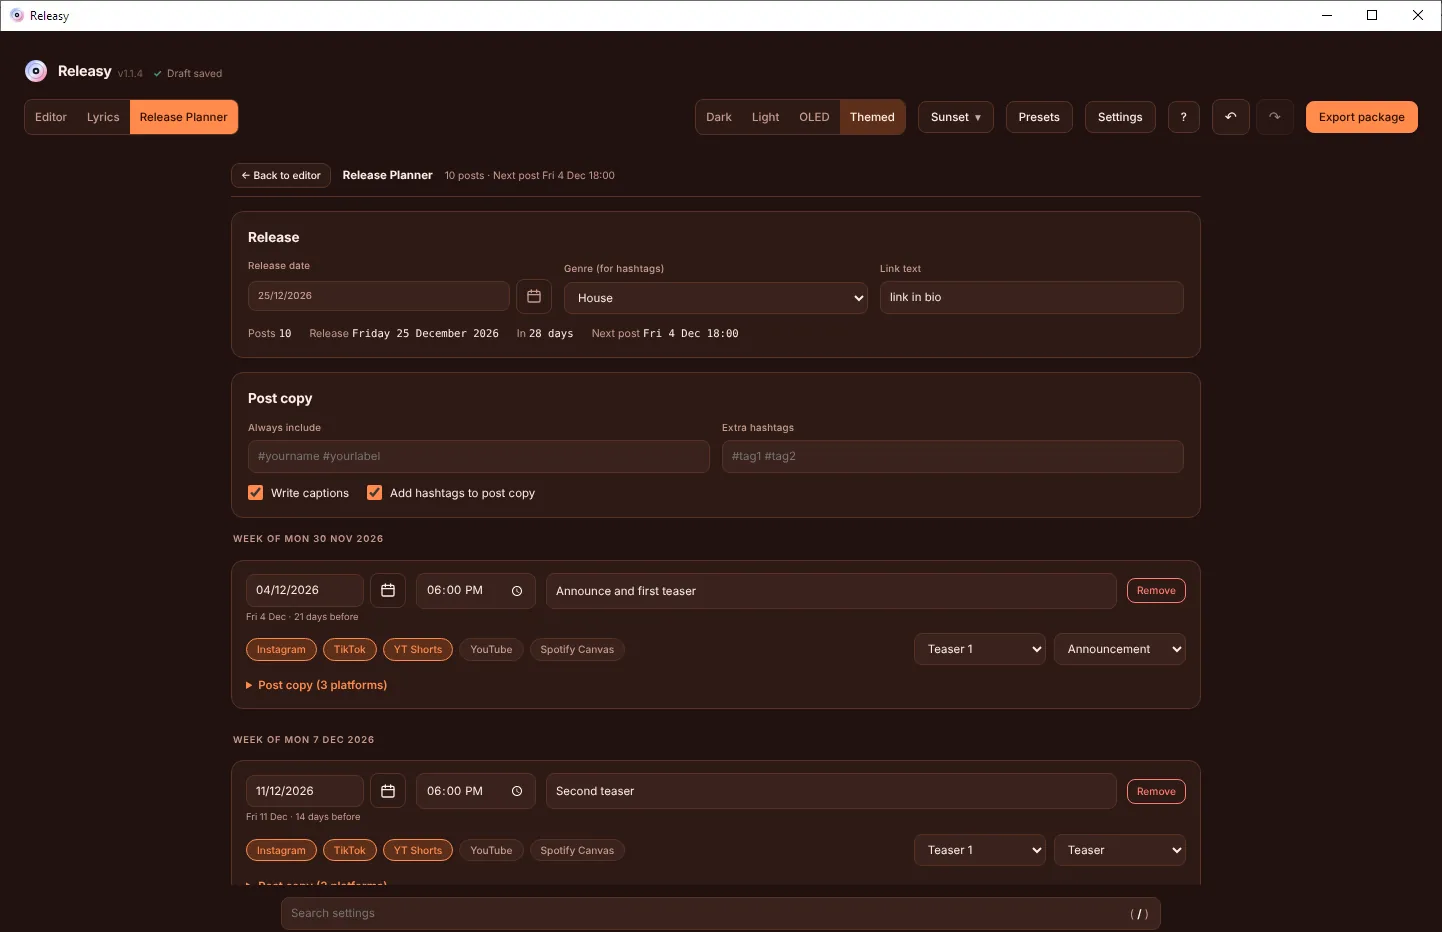 Releasy
Releasy v1.1.4 ✓ Draft saved
Editor Lyrics Release Planner Dark Light OLED Themed Sunset ▾ Presets Settings ? ↶ ↷ Export package
← Back to editor Release Planner 10 posts · Next post Fri 4 Dec 18:00
Release
Release date Genre (for hashtags) Link text
25/12/2026 House link in bio
Posts 10 Release Friday 25 December 2026 In 28 days Next post Fri 4 Dec 18:00
Post copy
Always include Extra hashtags
#yourname #yourlabel #tag1 #tag2
Write captions Add hashtags to post copy
WEEK OF MON 30 NOV 2026
04/12/2026 06:00 PM Announce and first teaser Remove
Fri 4 Dec · 21 days before
Instagram TikTok YT Shorts YouTube Spotify Canvas Teaser 1 Announcement
▶ Post copy (3 platforms)
WEEK OF MON 7 DEC 2026
11/12/2026 06:00 PM Second teaser Remove
Fri 11 Dec · 14 days before
Instagram TikTok YT Shorts YouTube Spotify Canvas Teaser 1 Teaser
▶ Post copy (3 platforms)
Search settings ( / )